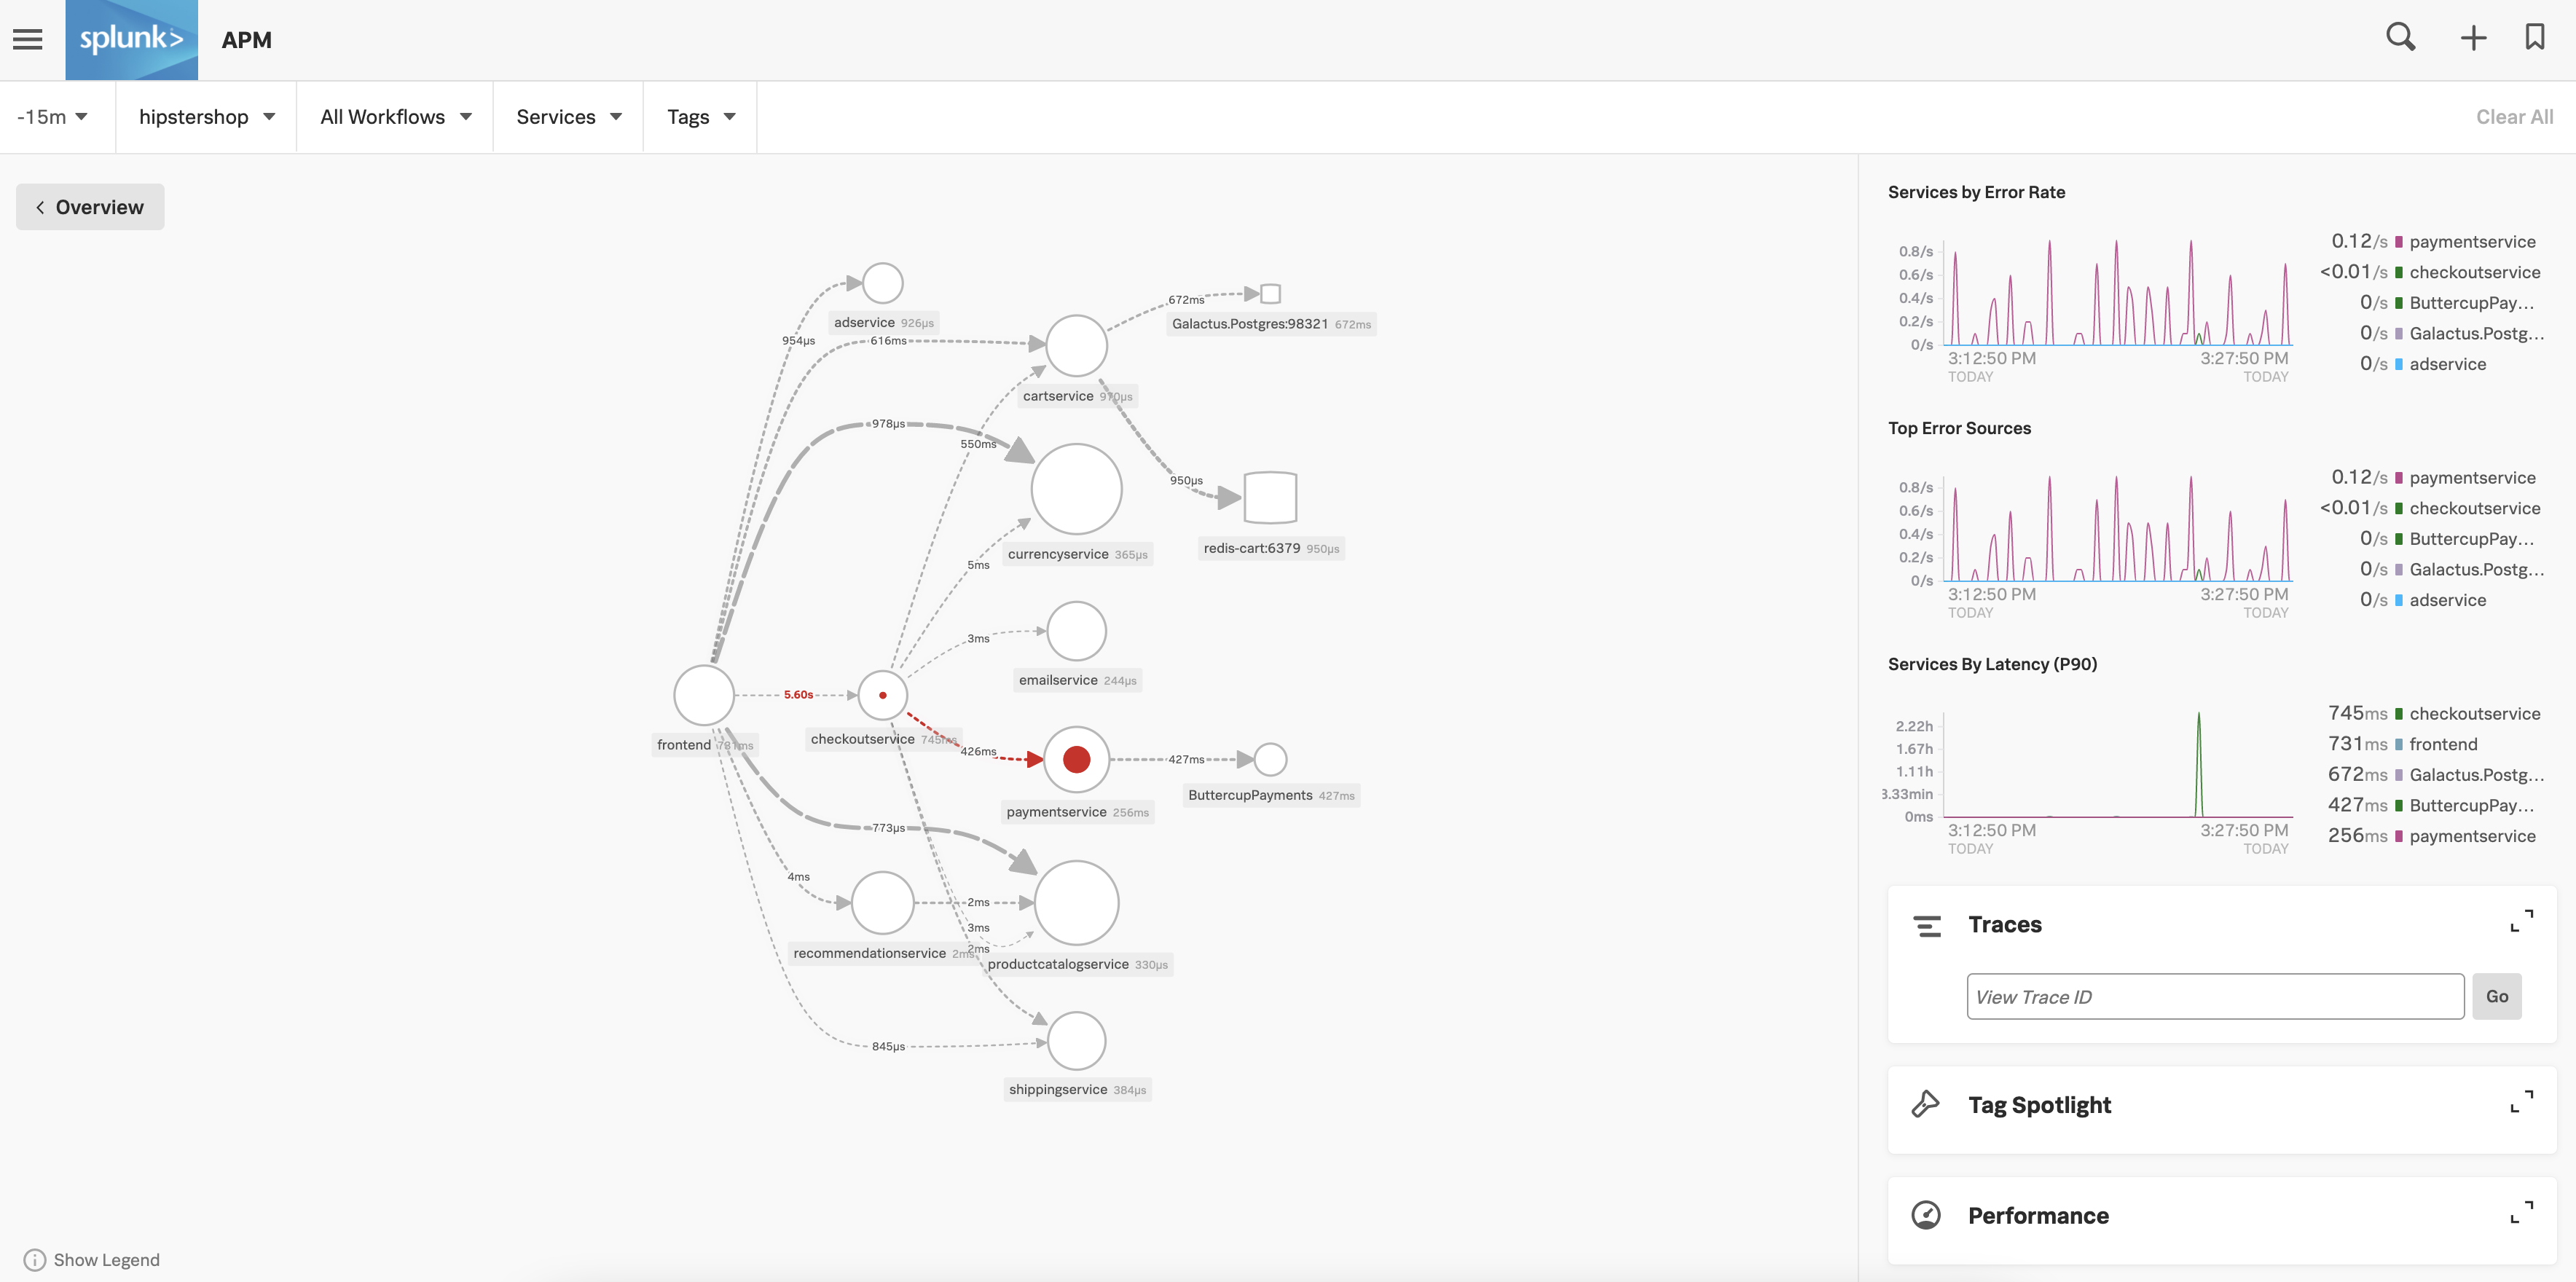 splunk> APM
-15m hipstershop All Workflows Services Tags Clear All
Overview
adservice 926µs
954µs
616ms
672ms
Galactus.Postgres:98321 672ms
cartservice 970µs
978µs
550ms
950µs
redis-cart:6379 950µs
currencyservice 365µs
5ms
3ms
emailservice 244µs
5.60s
frontend
checkoutservice 745ms
426ms
427ms
paymentservice 256ms
ButtercupPayments 427ms
773µs
4ms
2ms
3ms
2ms
recommendationservice 2ms
productcatalogservice 330µs
845µs
shippingservice 384µs
Show Legend
Services by Error Rate
0.8/s
0.6/s
0.4/s
0.2/s
0/s
3:12:50 PM 3:27:50 PM
TODAY TODAY
0.12/s paymentservice
<0.01/s checkoutservice
0/s ButtercupPay...
0/s Galactus.Postg...
0/s adservice
Top Error Sources
0.8/s
0.6/s
0.4/s
0.2/s
0/s
3:12:50 PM 3:27:50 PM
TODAY TODAY
0.12/s paymentservice
<0.01/s checkoutservice
0/s ButtercupPay...
0/s Galactus.Postg...
0/s adservice
Services By Latency (P90)
2.22h
1.67h
1.11h
3.33min
0ms
3:12:50 PM 3:27:50 PM
TODAY TODAY
745ms checkoutservice
731ms frontend
672ms Galactus.Postg...
427ms ButtercupPay...
256ms paymentservice
Traces
View Trace ID Go
Tag Spotlight
Performance